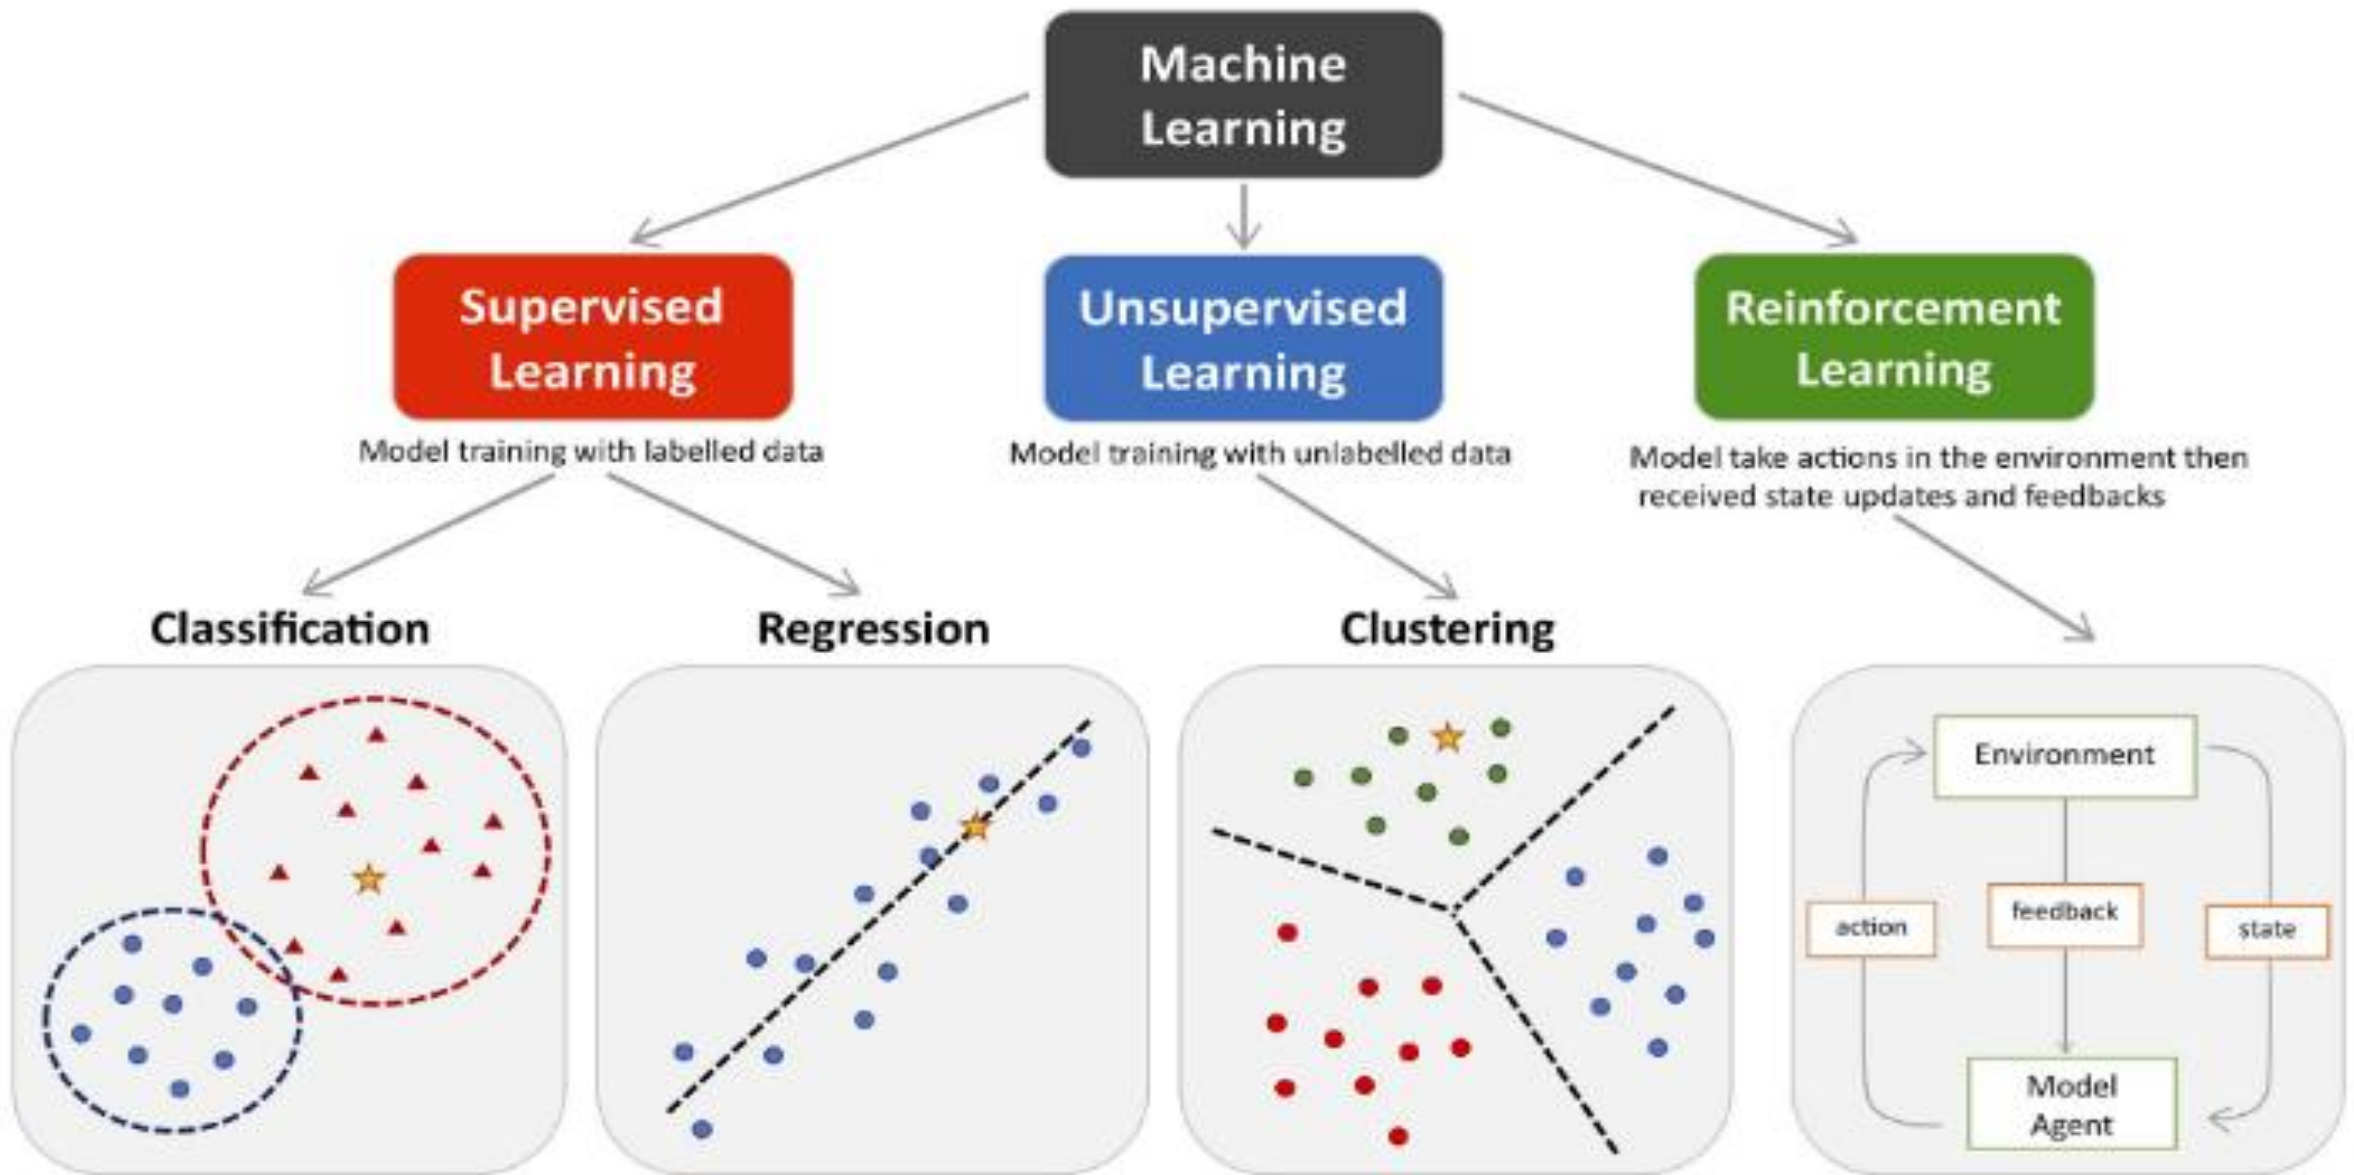 Machine
Learning
Supervised
Learning
Unsupervised
Learning
Reinforcement
Learning
Model training with labelled data
Model training with unlabelled data
Model take actions in the environment then
received state updates and feedbacks
Classification
Regression
Clustering
Environment
action
feedback
state
Model
Agent